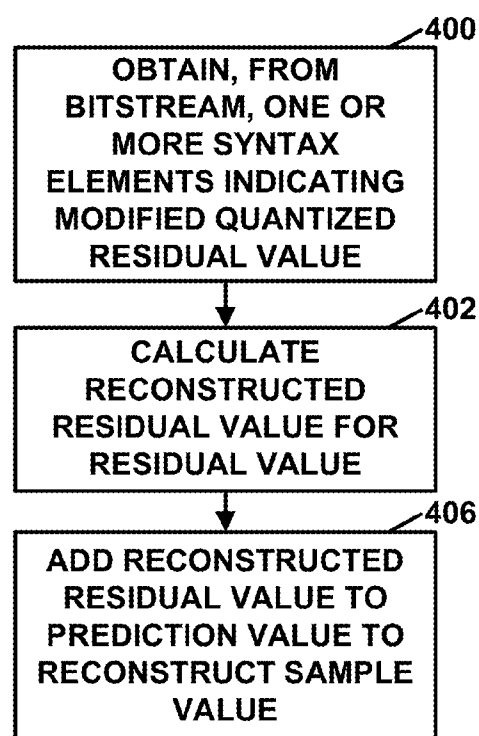 400
OBTAIN, FROM
BITSTREAM, ONE OR
MORE SYNTAX
ELEMENTS INDICATING
MODIFIED QUANTIZED
RESIDUAL VALUE
402
CALCULATE
RECONSTRUCTED
RESIDUAL VALUE FOR
RESIDUAL VALUE
406
ADD RECONSTRUCTED
RESIDUAL VALUE TO
PREDICTION VALUE TO
RECONSTRUCT SAMPLE
VALUE